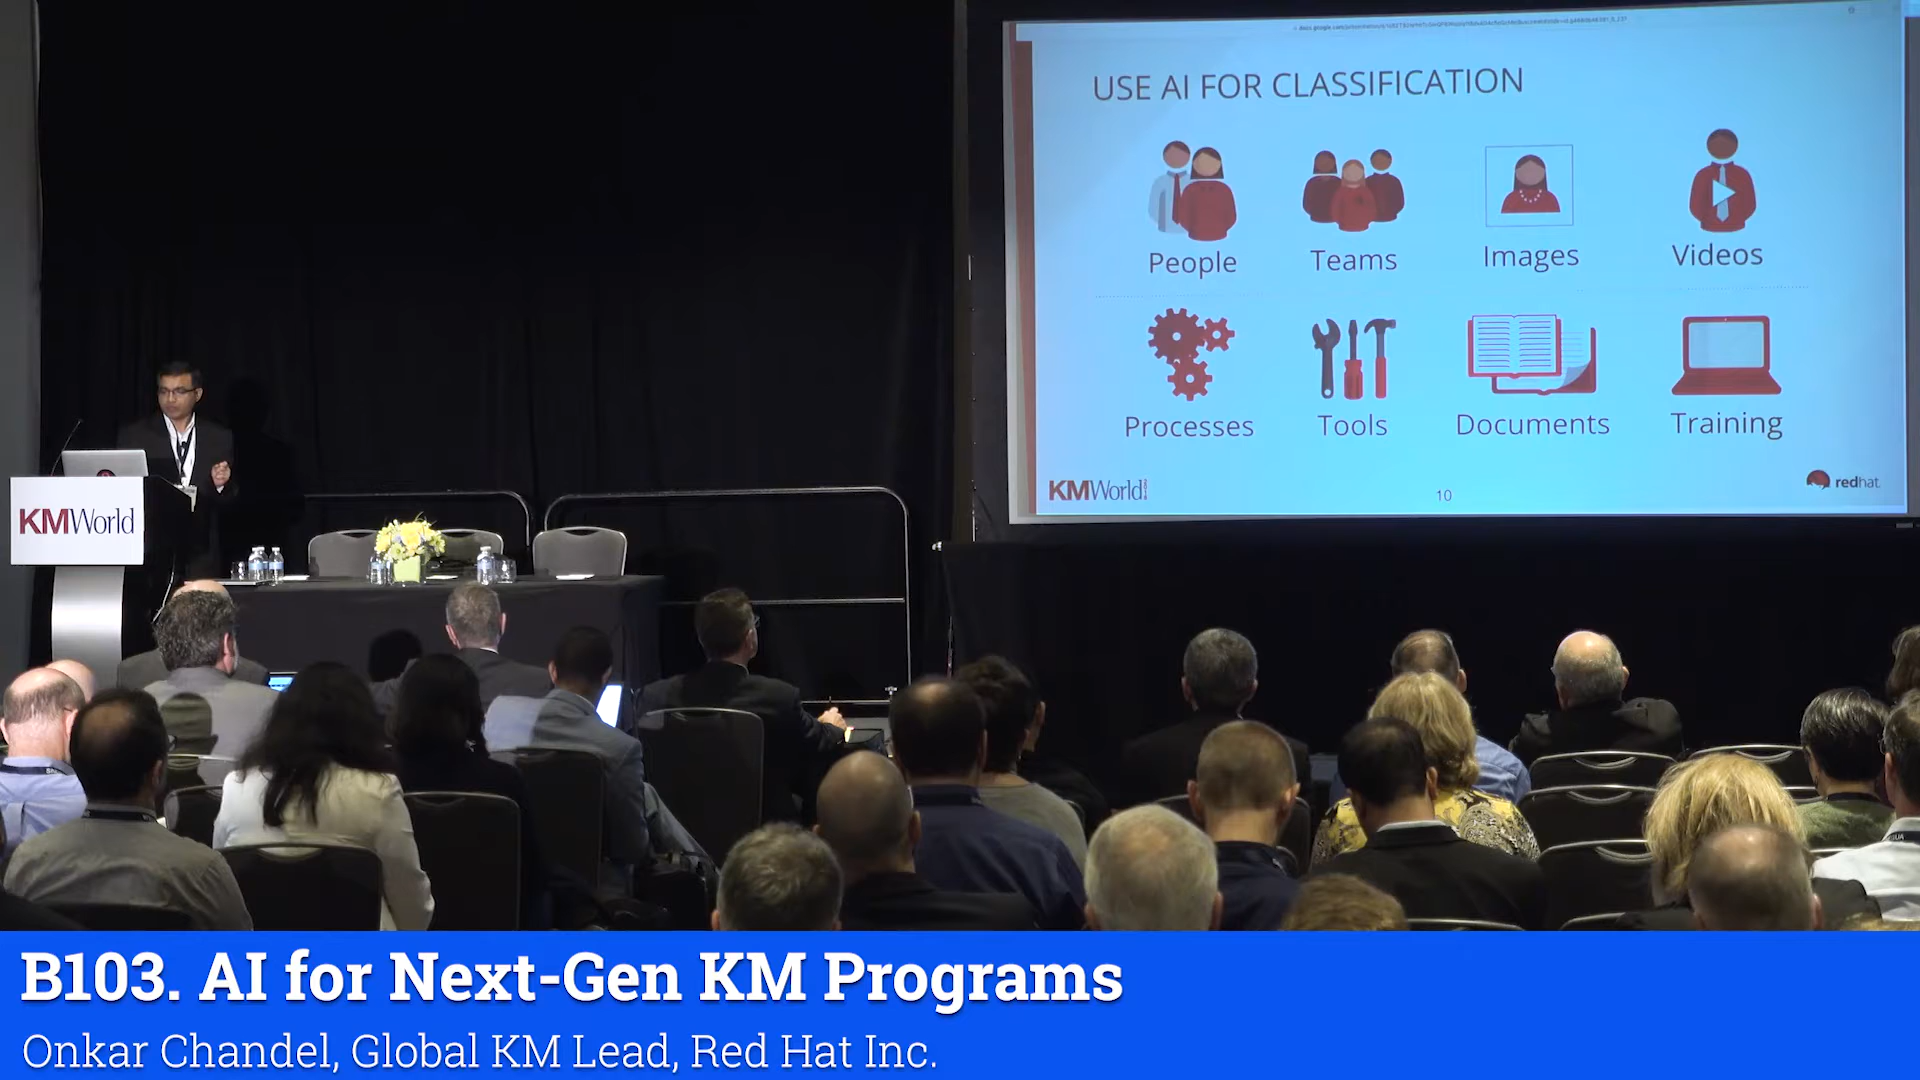 USE AI FOR CLASSIFICATION
People Teams Images Videos
Processes Tools Documents Training
KMWorld 10 redhat.
KMWorld
B103. AI for Next-Gen KM Programs
Onkar Chandel, Global KM Lead, Red Hat Inc.